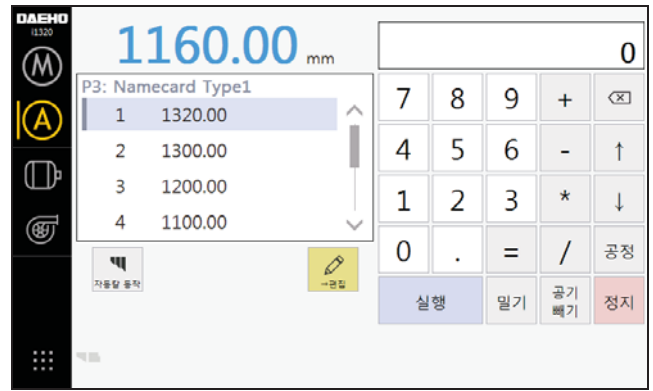 DAEHO
i1320
1160.00 mm
0
M
A
P3: Namecard Type1
1 1320.00
2 1300.00
3 1200.00
4 1100.00
자동칼 동작
→편집
7 8 9 +
4 5 6 - ↑
1 2 3 * ↓
0 . = / 공정
실행 밀기 공기 빼기 정지